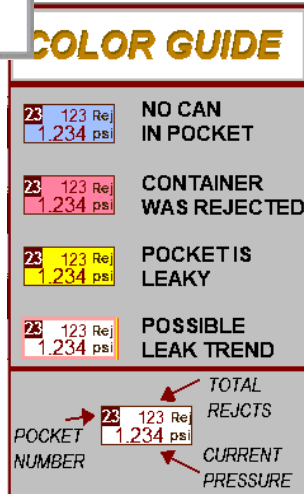 COLOR GUIDE
23 123 Rej
1.234 psi
NO CAN
IN POCKET
23 123 Rej
1.234 psi
CONTAINER
WAS REJECTED
23 123 Rej
1.234 psi
POCKET IS
LEAKY
23 123 Rej
1.234 psi
POSSIBLE
LEAK TREND
TOTAL
REJCTS
23 123 Rej
1.234 psi
POCKET
NUMBER
CURRENT
PRESSURE